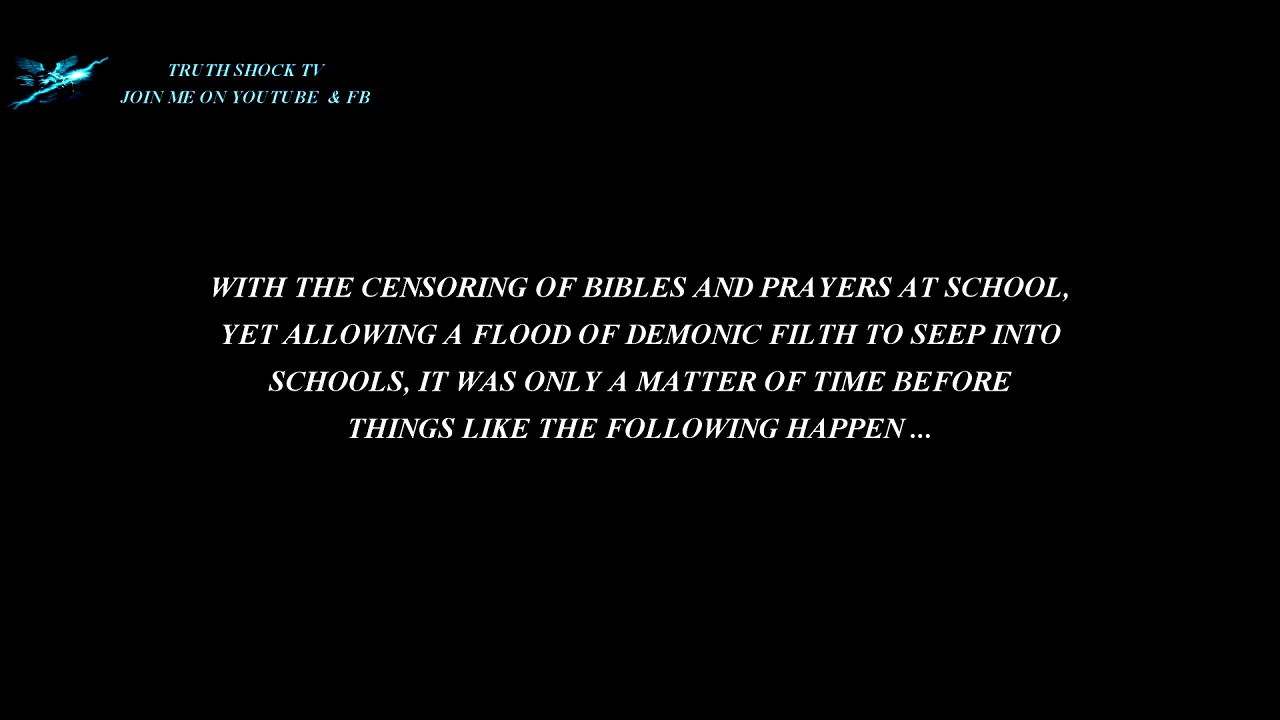 TRUTH SHOCK TV
JOIN ME ON YOUTUBE & FB
WITH THE CENSORING OF BIBLES AND PRAYERS AT SCHOOL,
YET ALLOWING A FLOOD OF DEMONIC FILTH TO SEEP INTO
SCHOOLS, IT WAS ONLY A MATTER OF TIME BEFORE
THINGS LIKE THE FOLLOWING HAPPEN ...